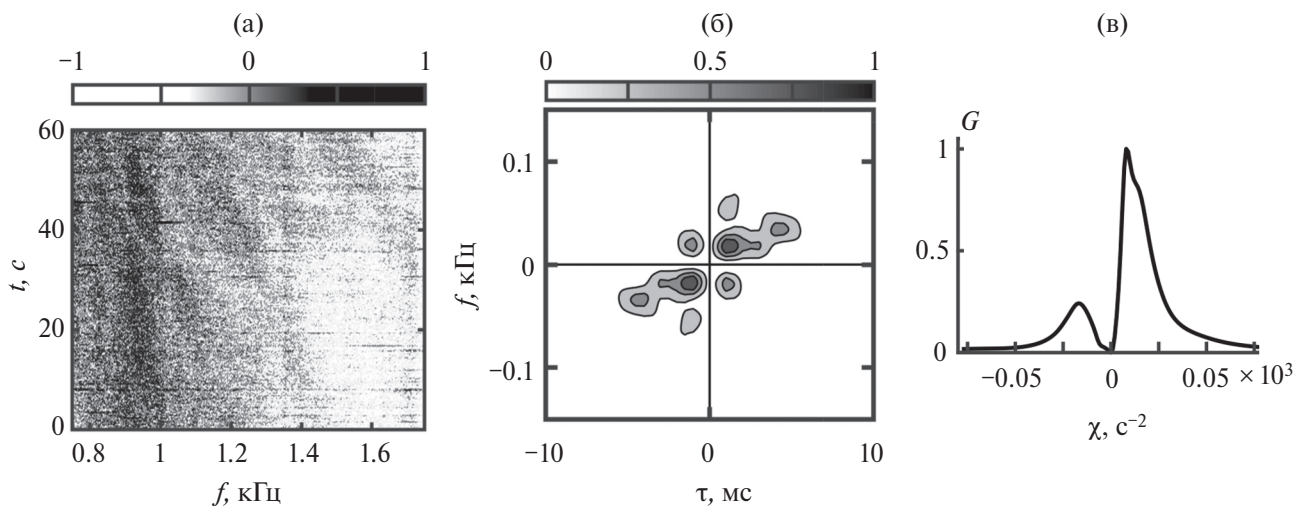 (а)
−1 0 1
60
40
20
0
t, с
0.8 1 1.2 1.4 1.6
f, кГц
(б)
0 0.5 1
0.1
0
−0.1
f, кГц
−10 0 10
τ, мс
(в)
G
1
0.5
0
−0.05 0 0.05 ×10³
χ, с⁻²